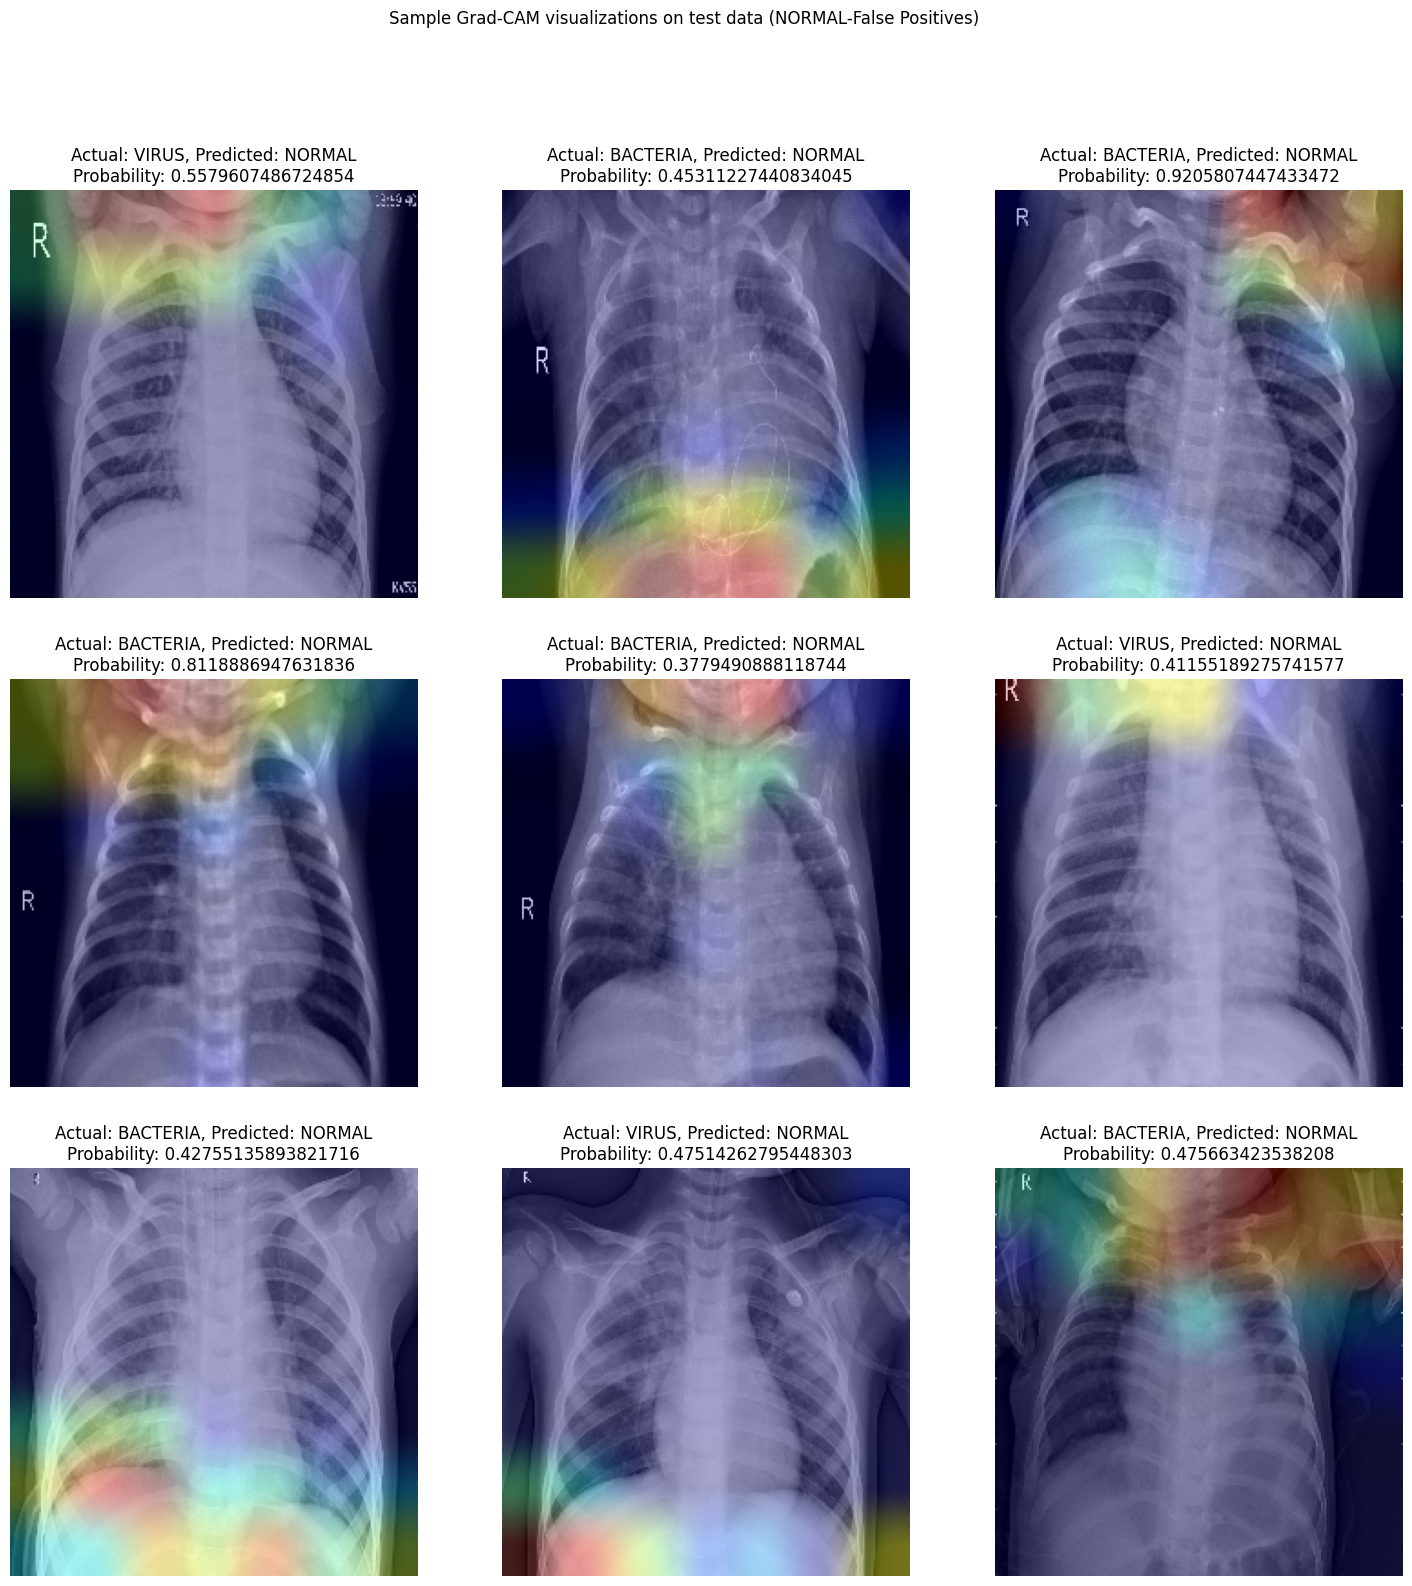 Sample Grad-CAM visualizations on test data (NORMAL-False Positives)
Actual: VIRUS, Predicted: NORMAL
Probability: 0.5579607486724854
R
Actual: BACTERIA, Predicted: NORMAL
Probability: 0.45311227440834045
R
Actual: BACTERIA, Predicted: NORMAL
Probability: 0.9205807447433472
R
Actual: BACTERIA, Predicted: NORMAL
Probability: 0.8118886947631836
R
Actual: BACTERIA, Predicted: NORMAL
Probability: 0.3779490888118744
R
Actual: VIRUS, Predicted: NORMAL
Probability: 0.41155189275741577
R
Actual: BACTERIA, Predicted: NORMAL
Probability: 0.42755135893821716
Actual: VIRUS, Predicted: NORMAL
Probability: 0.47514262795448303
R
Actual: BACTERIA, Predicted: NORMAL
Probability: 0.475663423538208
R